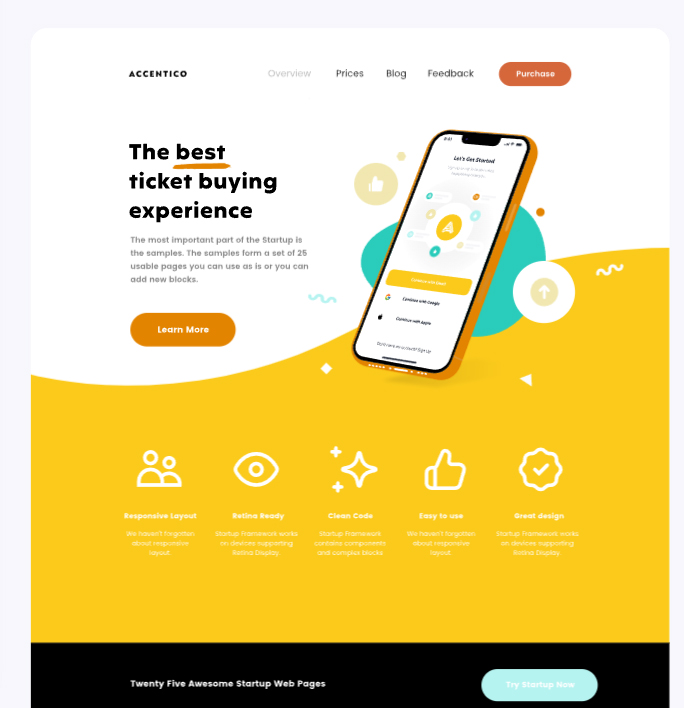 ACCENTICO
Overview
Prices
Blog
Feedback
Purchase
The best
ticket buying
experience
The most important part of the Startup is
the samples. The samples form a set of 25
usable pages you can use as is or you can
add new blocks.
Learn More
Let's Get Started
Continue with Email
Continue with Google
Continue with Apple
Responsive Layout
We haven't forgotten
about responsive
layout
Retina Ready
Startup Framework works
on devices supporting
Retina Display
Clean Code
Startup Framework
contains components
and complex blocks
Easy to use
We haven't forgotten
about responsive
layout
Great design
Startup Framework works
on devices supporting
Retina Display
Twenty Five Awesome Startup Web Pages
Try Startup Now